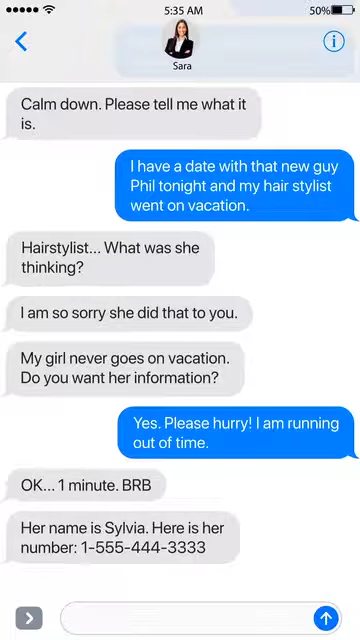 5:35 AM
50%
Sara
Calm down. Please tell me what it
is.
I have a date with that new guy
Phil tonight and my hair stylist
went on vacation.
Hairstylist... What was she
thinking?
I am so sorry she did that to you.
My girl never goes on vacation.
Do you want her information?
Yes. Please hurry! I am running
out of time.
OK... 1 minute. BRB
Her name is Sylvia. Here is her
number: 1-555-444-3333